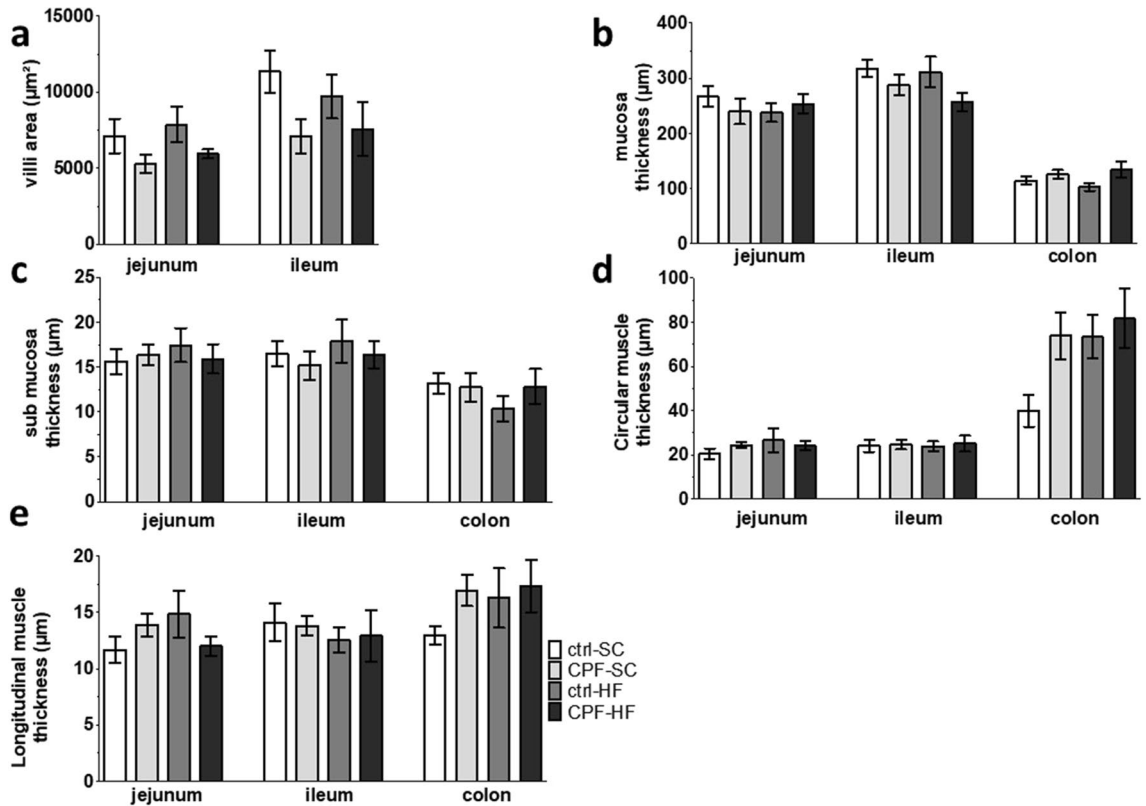 a
villi area (µm²)
15000
10000
5000
0
jejunum ileum
b
mucosa
thickness (µm)
400
300
200
100
0
jejunum ileum colon
c
sub mucosa
thickness (µm)
25
20
15
10
5
0
jejunum ileum colon
d
Circular muscle
thickness (µm)
100
80
60
40
20
0
jejunum ileum colon
e
Longitudinal muscle
thickness (µm)
20
15
10
5
0
jejunum ileum colon
ctrl-SC
CPF-SC
ctrl-HF
CPF-HF